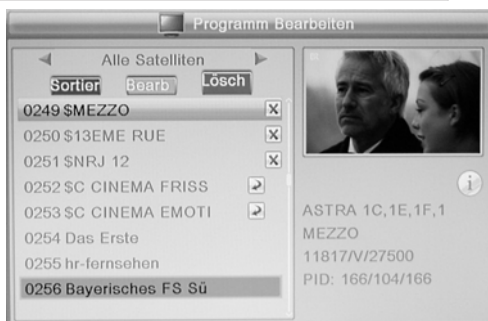 Programm Bearbeiten
Alle Satelliten
Sortier Bearb Lösch
0249 $MEZZO
0250 $13EME RUE
0251 $NRJ 12
0252 $C CINEMA FRISS
0253 $C CINEMA EMOTI
0254 Das Erste
0255 hr-fernsehen
0256 Bayerisches FS Sü
ASTRA 1C,1E,1F,1
MEZZO
11817/V/27500
PID: 166/104/166